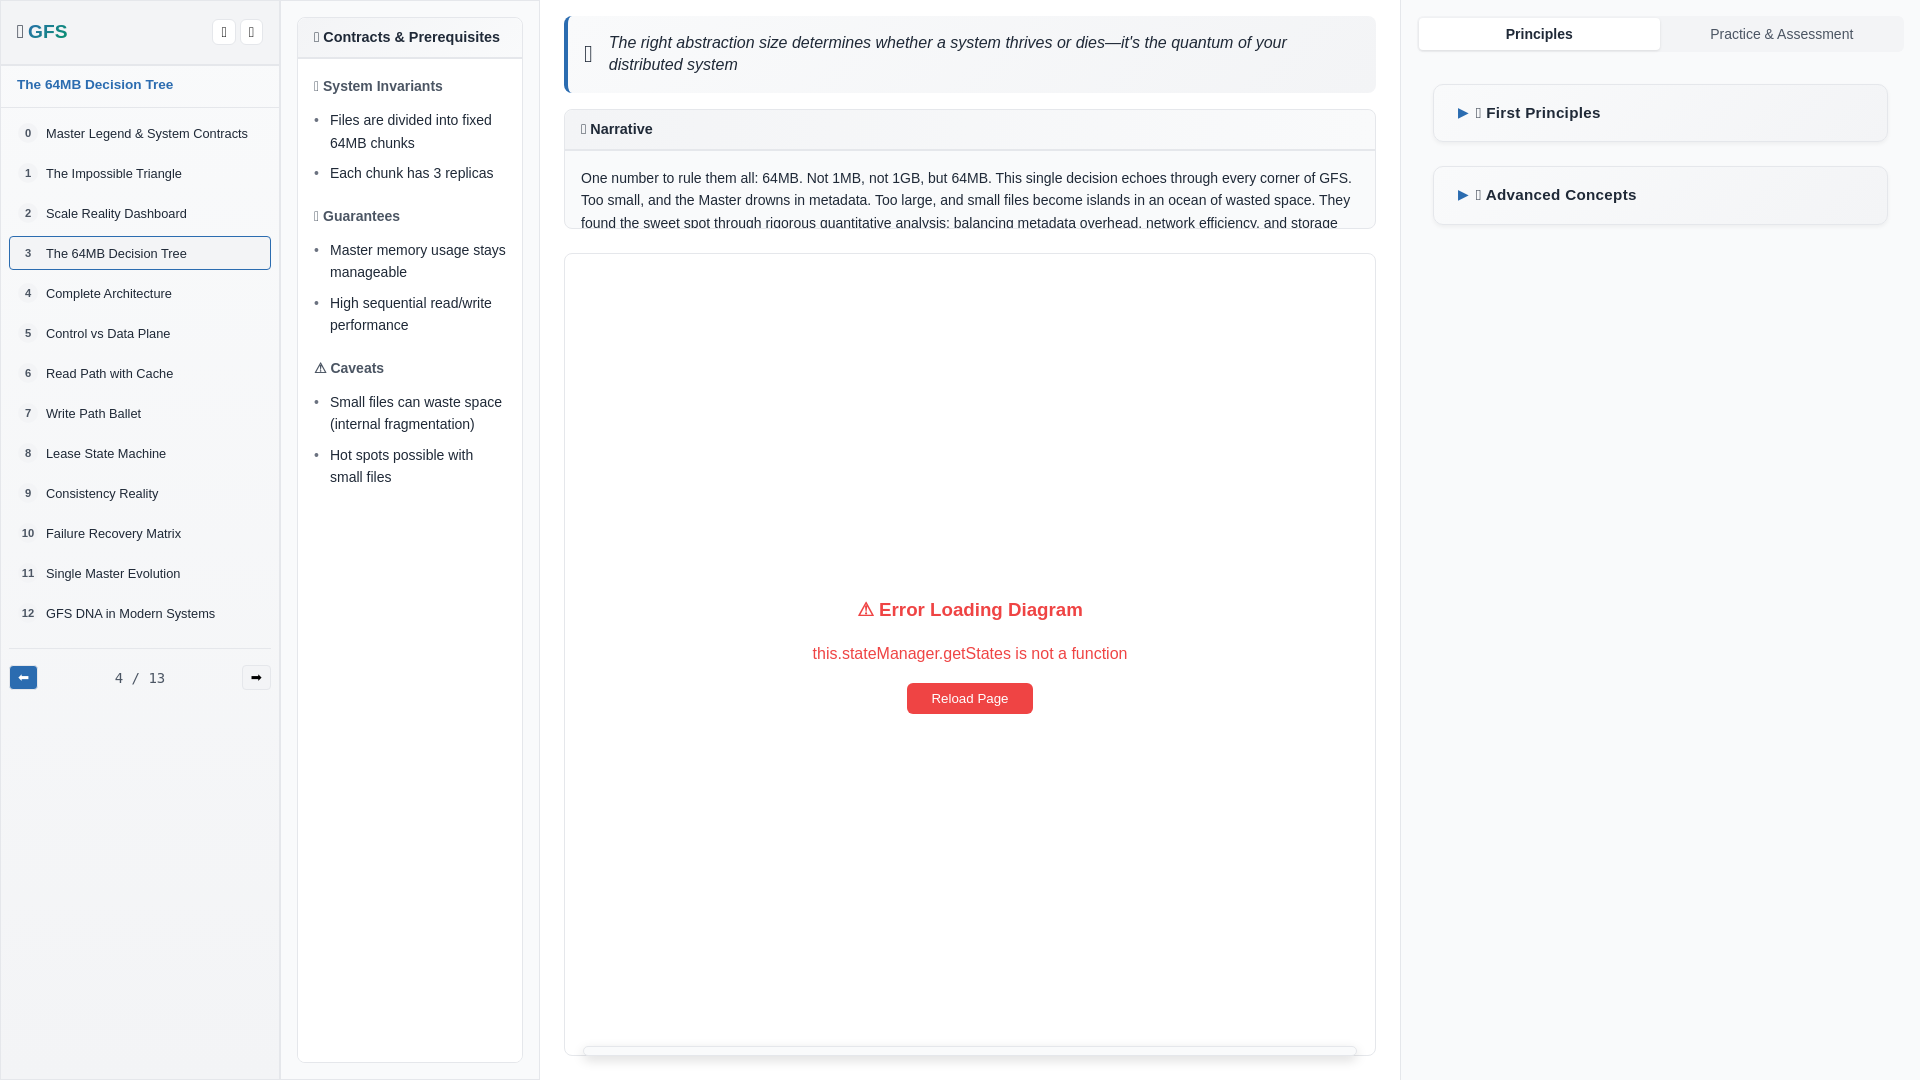 GFS
The 64MB Decision Tree
0 Master Legend & System Contracts
1 The Impossible Triangle
2 Scale Reality Dashboard
3 The 64MB Decision Tree
4 Complete Architecture
5 Control vs Data Plane
6 Read Path with Cache
7 Write Path Ballet
8 Lease State Machine
9 Consistency Reality
10 Failure Recovery Matrix
11 Single Master Evolution
12 GFS DNA in Modern Systems
⬅ 4 / 13 ➡
Contracts & Prerequisites
System Invariants
• Files are divided into fixed
64MB chunks
• Each chunk has 3 replicas
Guarantees
• Master memory usage stays
manageable
• High sequential read/write
performance
⚠ Caveats
• Small files can waste space
(internal fragmentation)
• Hot spots possible with
small files
The right abstraction size determines whether a system thrives or dies—it's the quantum of your
distributed system
Narrative
One number to rule them all: 64MB. Not 1MB, not 1GB, but 64MB. This single decision echoes through every corner of GFS.
Too small, and the Master drowns in metadata. Too large, and small files become islands in an ocean of wasted space. They
found the sweet spot through rigorous quantitative analysis: balancing metadata overhead, network efficiency, and storage
⚠ Error Loading Diagram
this.stateManager.getStates is not a function
Reload Page
Principles
Practice & Assessment
▶ First Principles
▶ Advanced Concepts